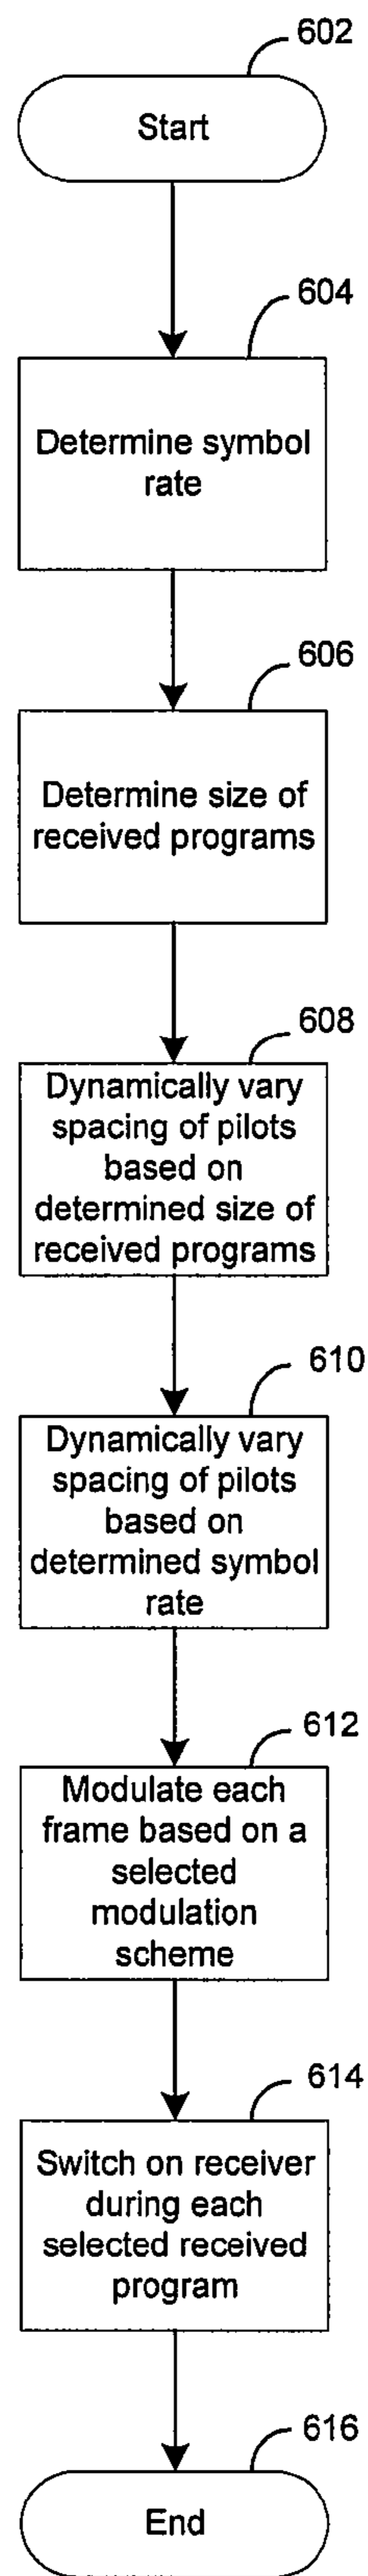 602
Start
604
Determine symbol
rate
606
Determine size of
received programs
608
Dynamically vary
spacing of pilots
based on
determined size of
received programs
610
Dynamically vary
spacing of pilots
based on
determined symbol
rate
612
Modulate each
frame based on a
selected
modulation
scheme
614
Switch on receiver
during each
selected received
program
616
End